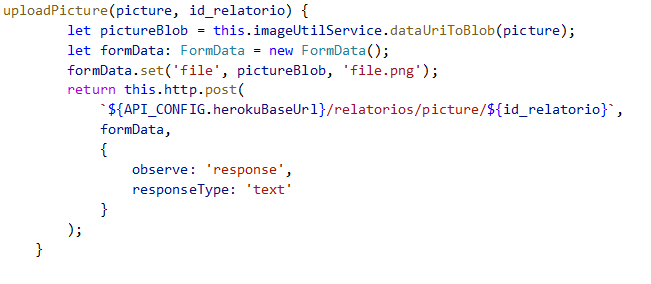 uploadPicture(picture, id_relatorio) {
let pictureBlob = this.imageUtilService.dataUriToBlob(picture);
let formData: FormData = new FormData();
formData.set('file', pictureBlob, 'file.png');
return this.http.post(
`${API_CONFIG.herokuBaseUrl}/relatorios/picture/${id_relatorio}`,
formData,
{
observe: 'response',
responseType: 'text'
}
);
}